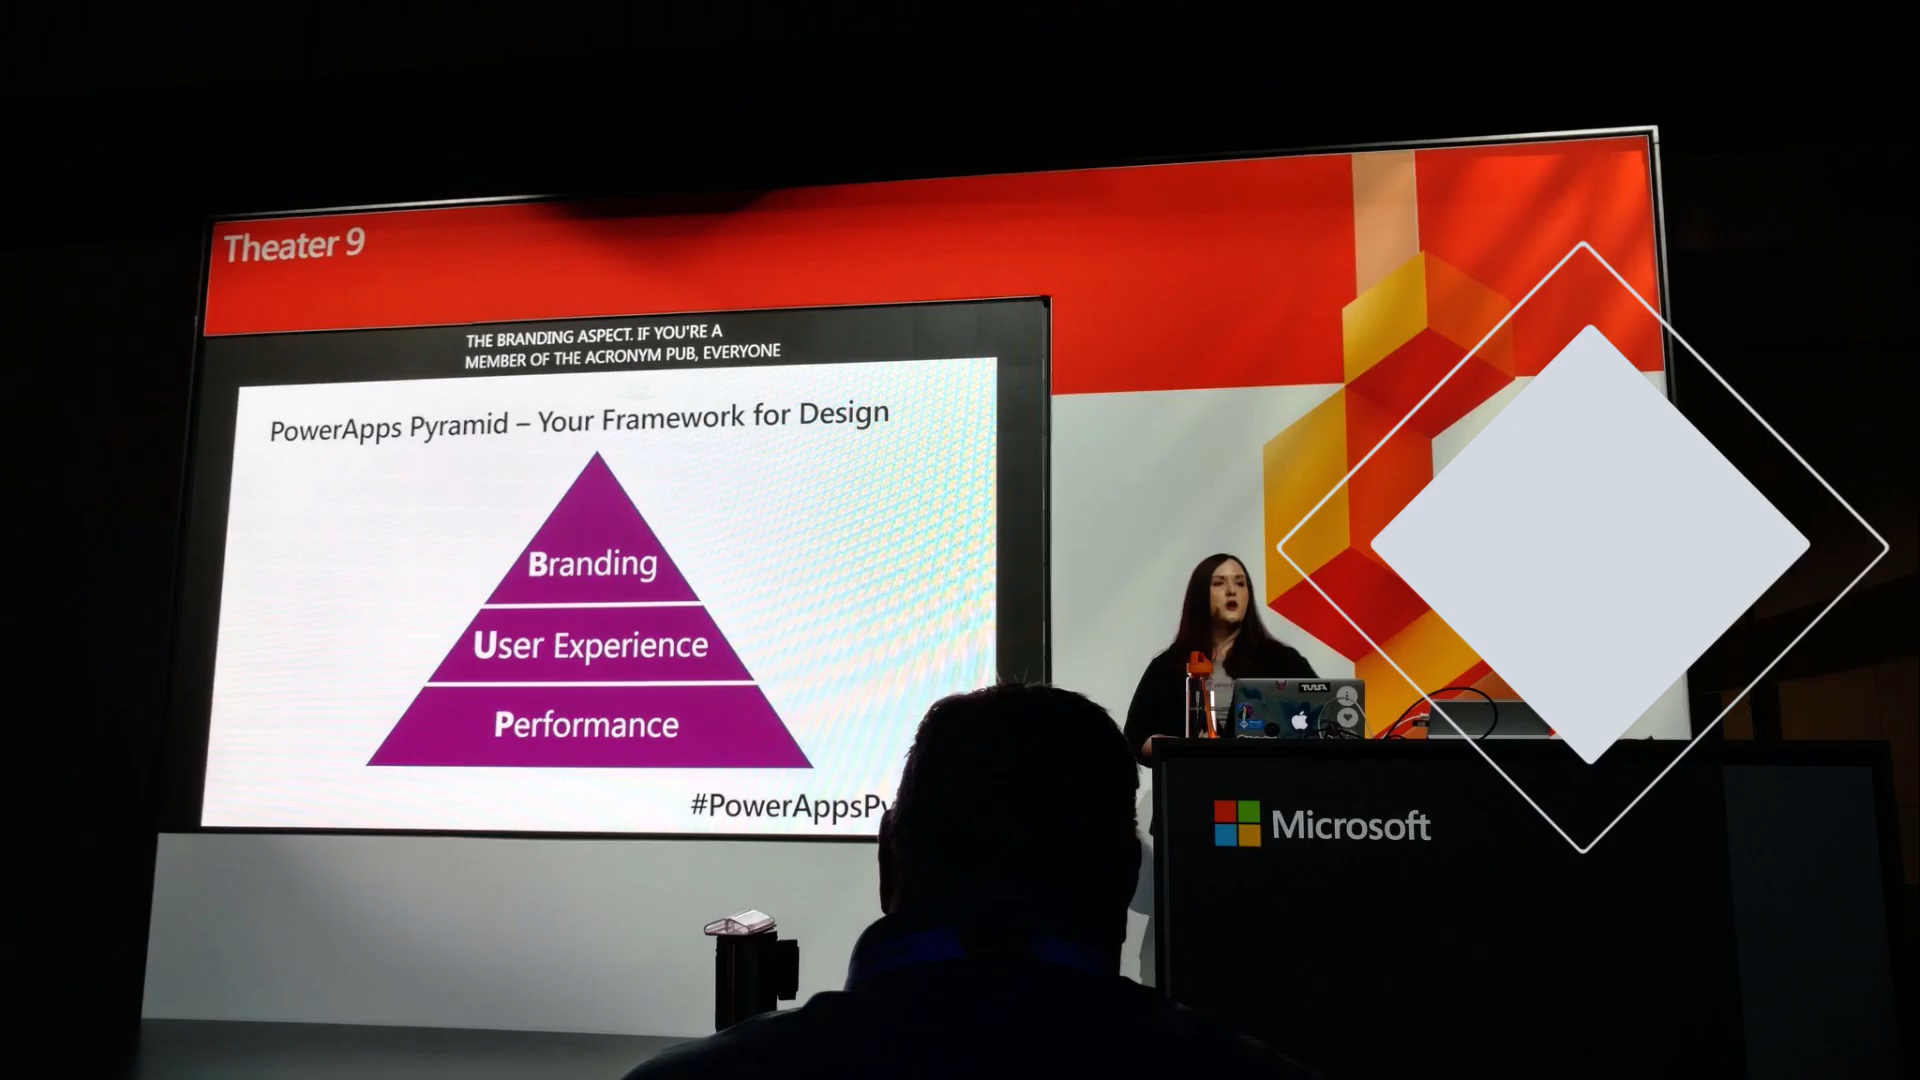 Theater 9
THE BRANDING ASPECT. IF YOU'RE A
MEMBER OF THE ACRONYM PUB, EVERYONE
PowerApps Pyramid – Your Framework for Design
Branding
User Experience
Performance
#PowerAppsPy
TULSA
Microsoft